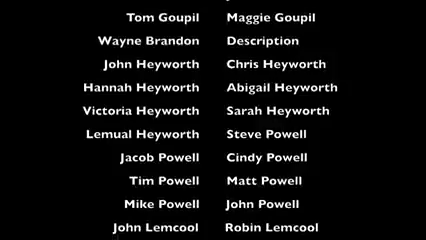 Tom Goupil Maggie Goupil
Wayne Brandon Description
John Heyworth Chris Heyworth
Hannah Heyworth Abigail Heyworth
Victoria Heyworth Sarah Heyworth
Lemual Heyworth Steve Powell
Jacob Powell Cindy Powell
Tim Powell Matt Powell
Mike Powell John Powell
John Lemcool Robin Lemcool